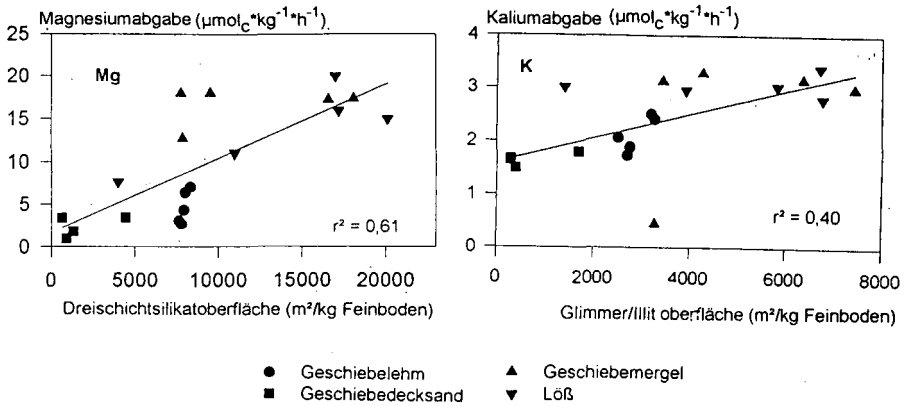 Magnesiumabgabe (µmolc*kg-1*h-1)
25
20
15
10
5
0
Mg
r² = 0,61
0 5000 10000 15000 20000
Dreischichtsilikatoberfläche (m²/kg Feinboden)
Kaliumabgabe (µmolc*kg-1*h-1)
4
3
2
1
0
K
r² = 0,40
0 2000 4000 6000 8000
Glimmer/Illit oberfläche (m²/kg Feinboden)
● Geschiebelehm ▲ Geschiebemergel
■ Geschiebedecksand ▼ Löß